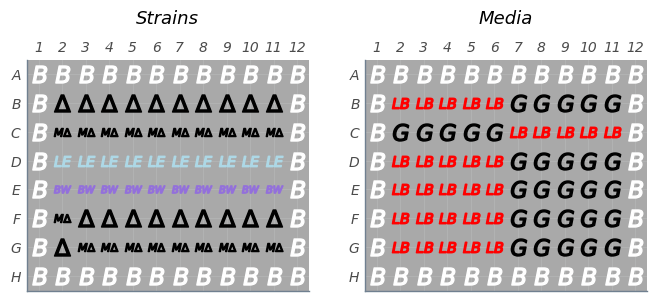 Strains Media
1 2 3 4 5 6 7 8 9 10 11 12 1 2 3 4 5 6 7 8 9 10 11 12
A B B B B B B B B B B B B A B B B B B B B B B B B B
B B Δ Δ Δ Δ Δ Δ Δ Δ Δ Δ B B B LB LB LB LB LB G G G G G B
C B MΔ MΔ MΔ MΔ MΔ MΔ MΔ MΔ MΔ MΔ B C B G G G G G LB LB LB LB LB B
D B LE LE LE LE LE LE LE LE LE LE B D B LB LB LB LB LB G G G G G B
E B BW BW BW BW BW BW BW BW BW BW B E B LB LB LB LB LB G G G G G B
F B MΔ Δ Δ Δ Δ Δ Δ Δ Δ Δ B F B LB LB LB LB LB G G G G G B
G B Δ MΔ MΔ MΔ MΔ MΔ MΔ MΔ MΔ MΔ B G B LB LB LB LB LB G G G G G B
H B B B B B B B B B B B B H B B B B B B B B B B B B